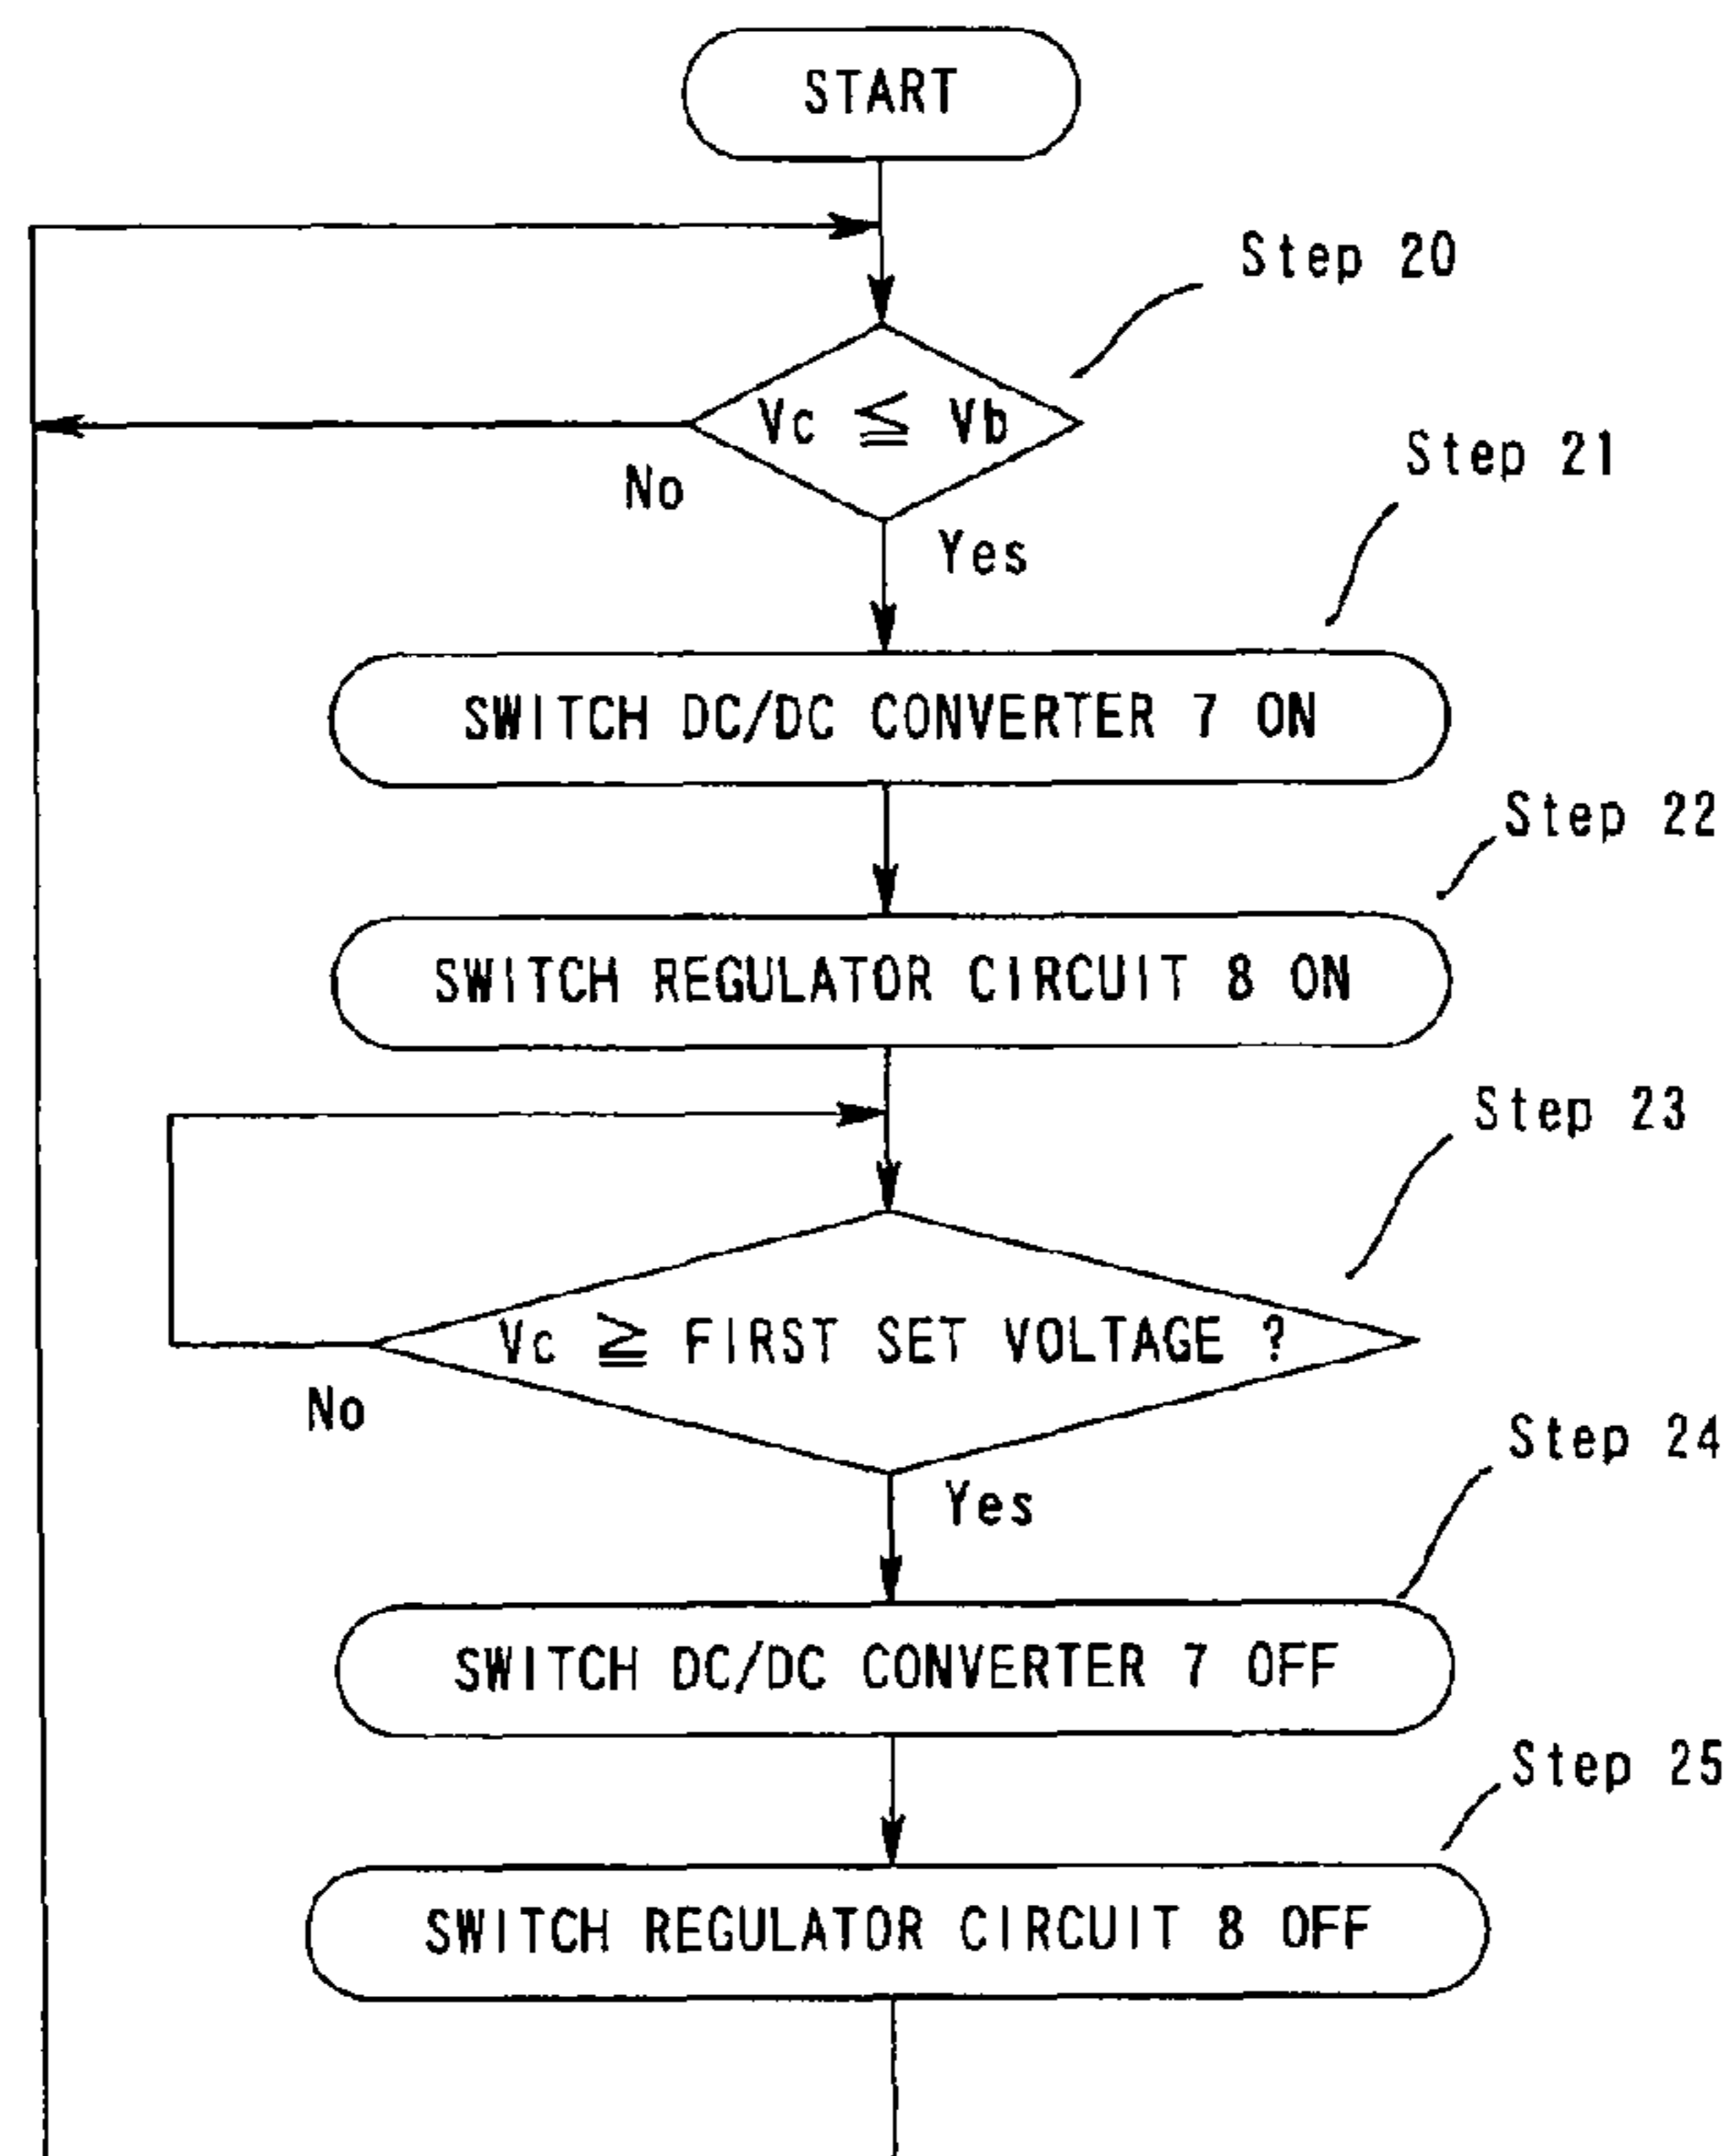 START
Step 20
Vc ≦ Vb
No
Yes
Step 21
SWITCH DC/DC CONVERTER 7 ON
Step 22
SWITCH REGULATOR CIRCUIT 8 ON
Step 23
Vc ≧ FIRST SET VOLTAGE ?
No
Yes
Step 24
SWITCH DC/DC CONVERTER 7 OFF
Step 25
SWITCH REGULATOR CIRCUIT 8 OFF